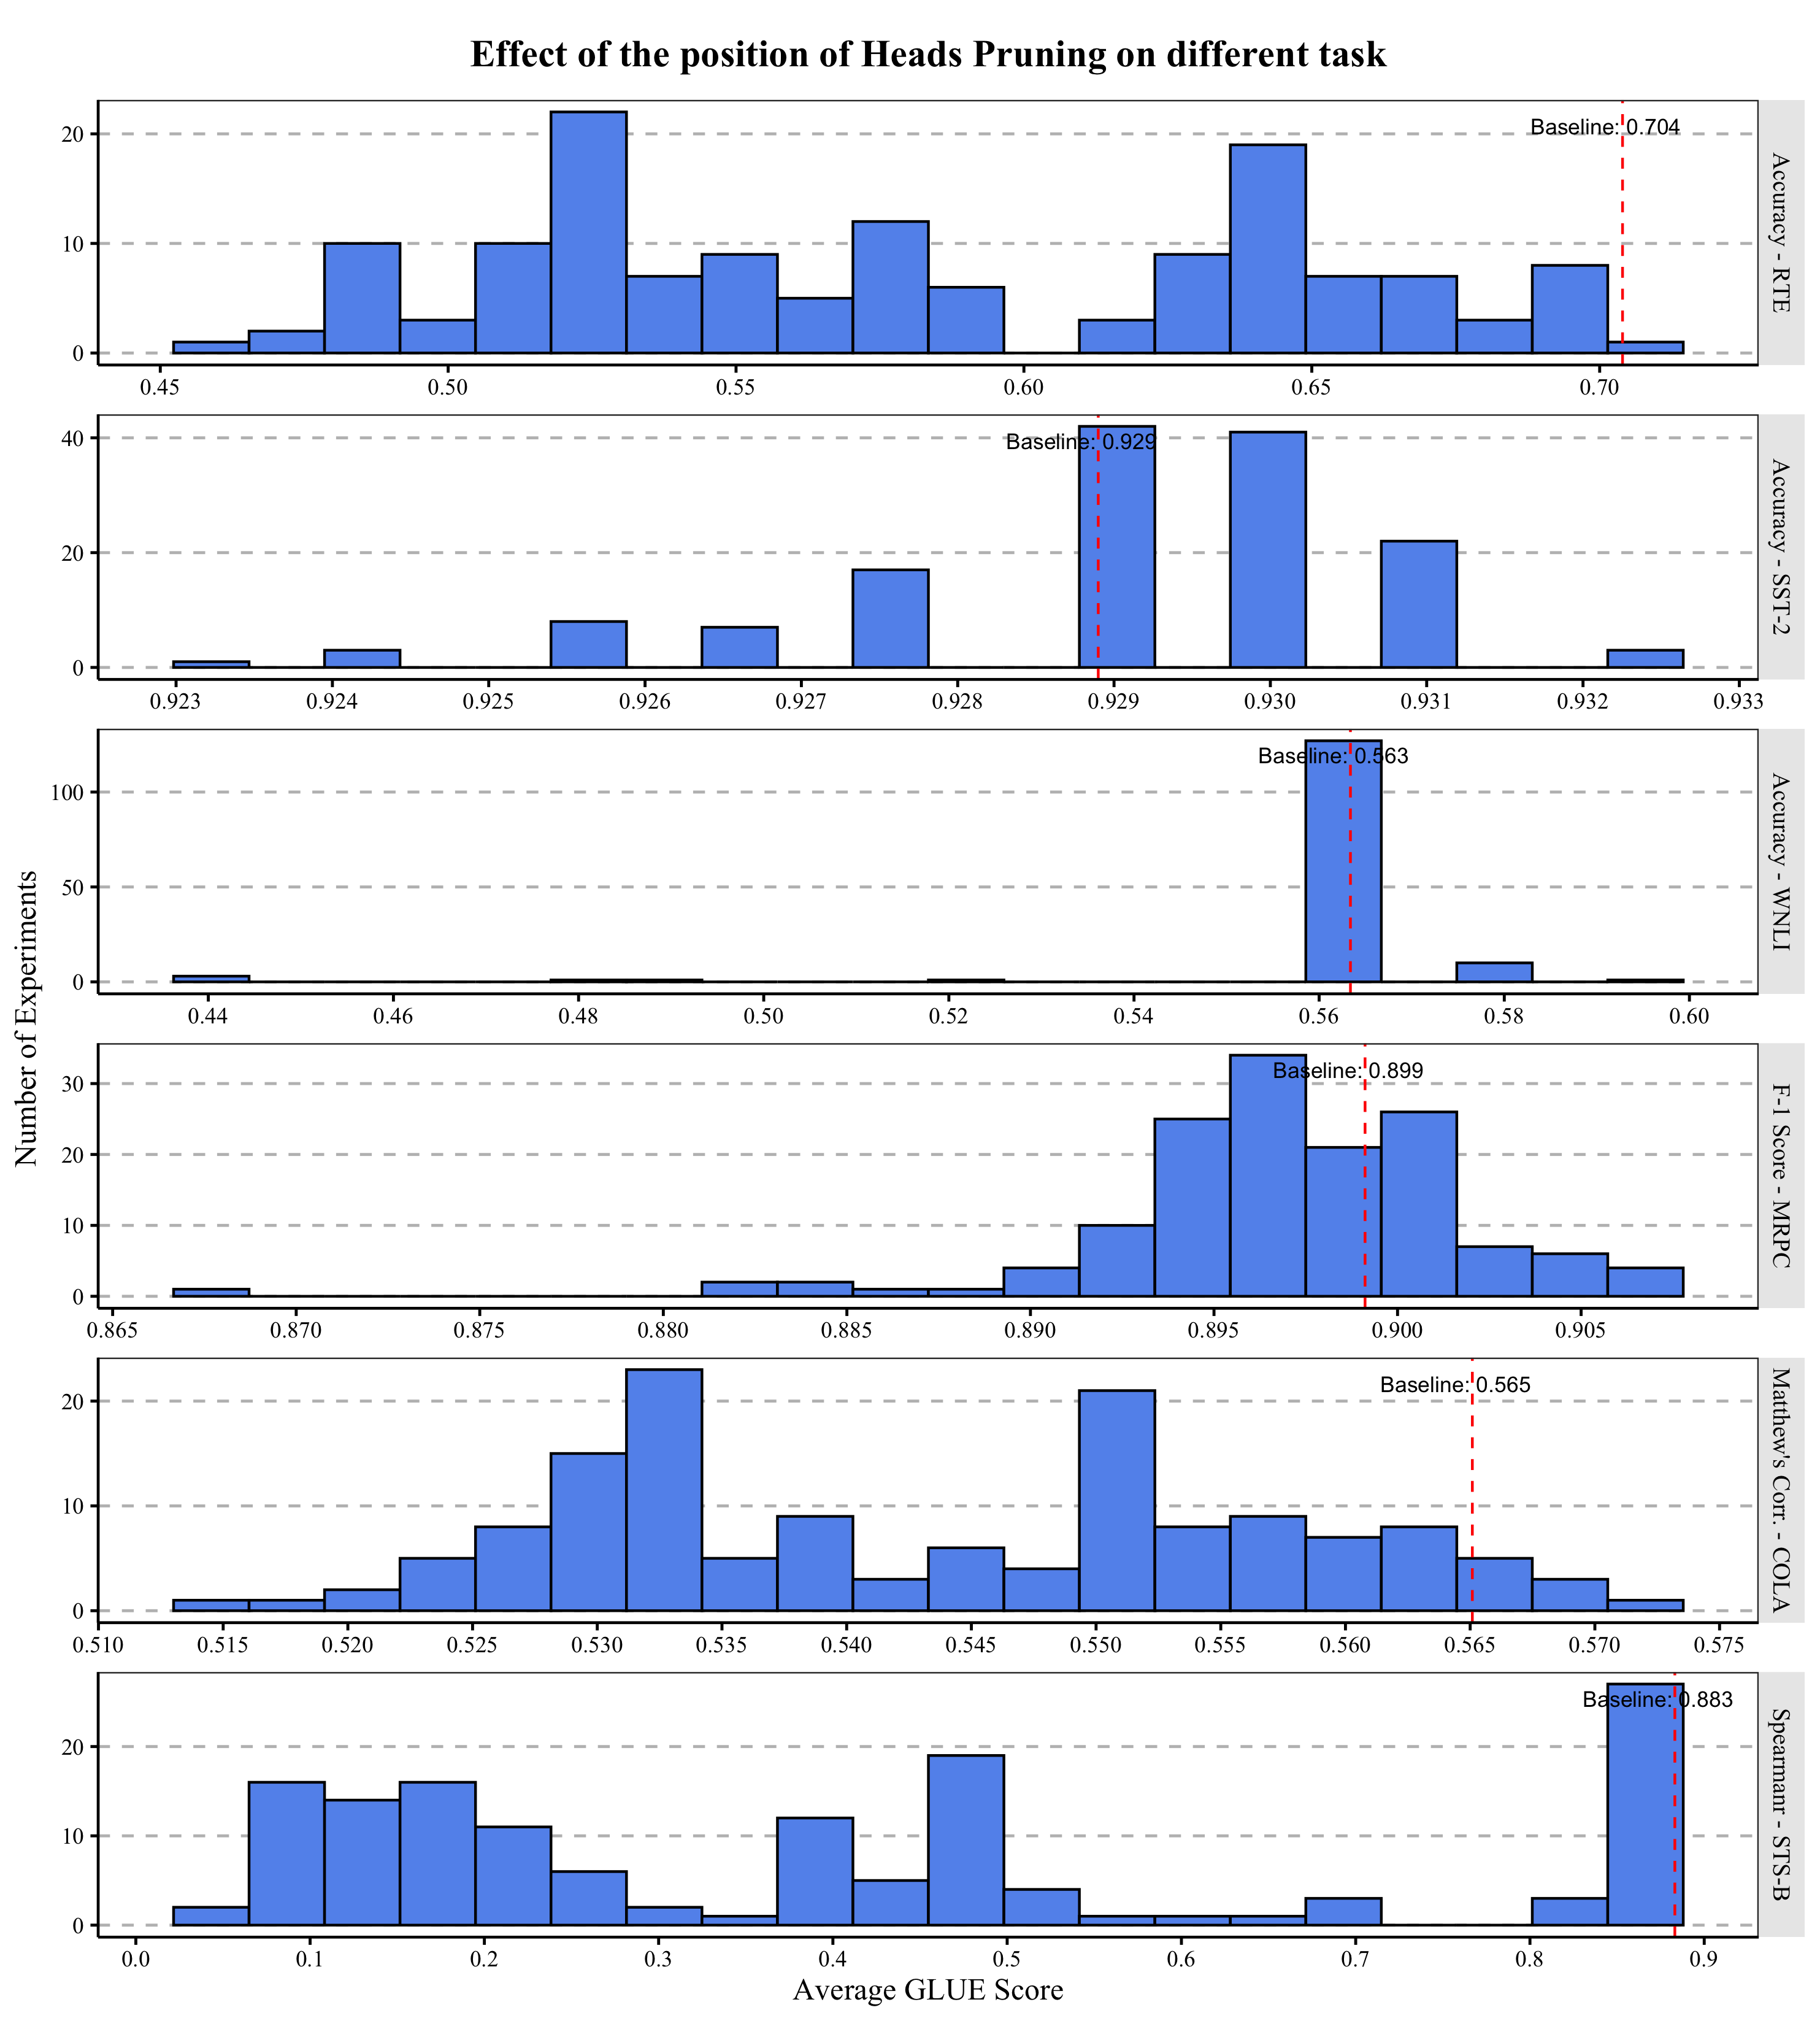 Effect of the position of Heads Pruning on different task
Number of Experiments
20
10
0
Baseline: 0.704
0.45 0.50 0.55 0.60 0.65 0.70
Accuracy - RTE
40
20
0
Baseline: 0.929
0.923 0.924 0.925 0.926 0.927 0.928 0.929 0.930 0.931 0.932 0.933
Accuracy - SST-2
100
50
0
Baseline: 0.563
0.44 0.46 0.48 0.50 0.52 0.54 0.56 0.58 0.60
Accuracy - WNLI
30
20
10
0
Baseline: 0.899
0.865 0.870 0.875 0.880 0.885 0.890 0.895 0.900 0.905
F-1 Score - MRPC
20
10
0
Baseline: 0.565
0.510 0.515 0.520 0.525 0.530 0.535 0.540 0.545 0.550 0.555 0.560 0.565 0.570 0.575
Matthew's Corr. - COLA
20
10
0
Baseline: 0.883
0.0 0.1 0.2 0.3 0.4 0.5 0.6 0.7 0.8 0.9
Spearmanr - STS-B
Average GLUE Score